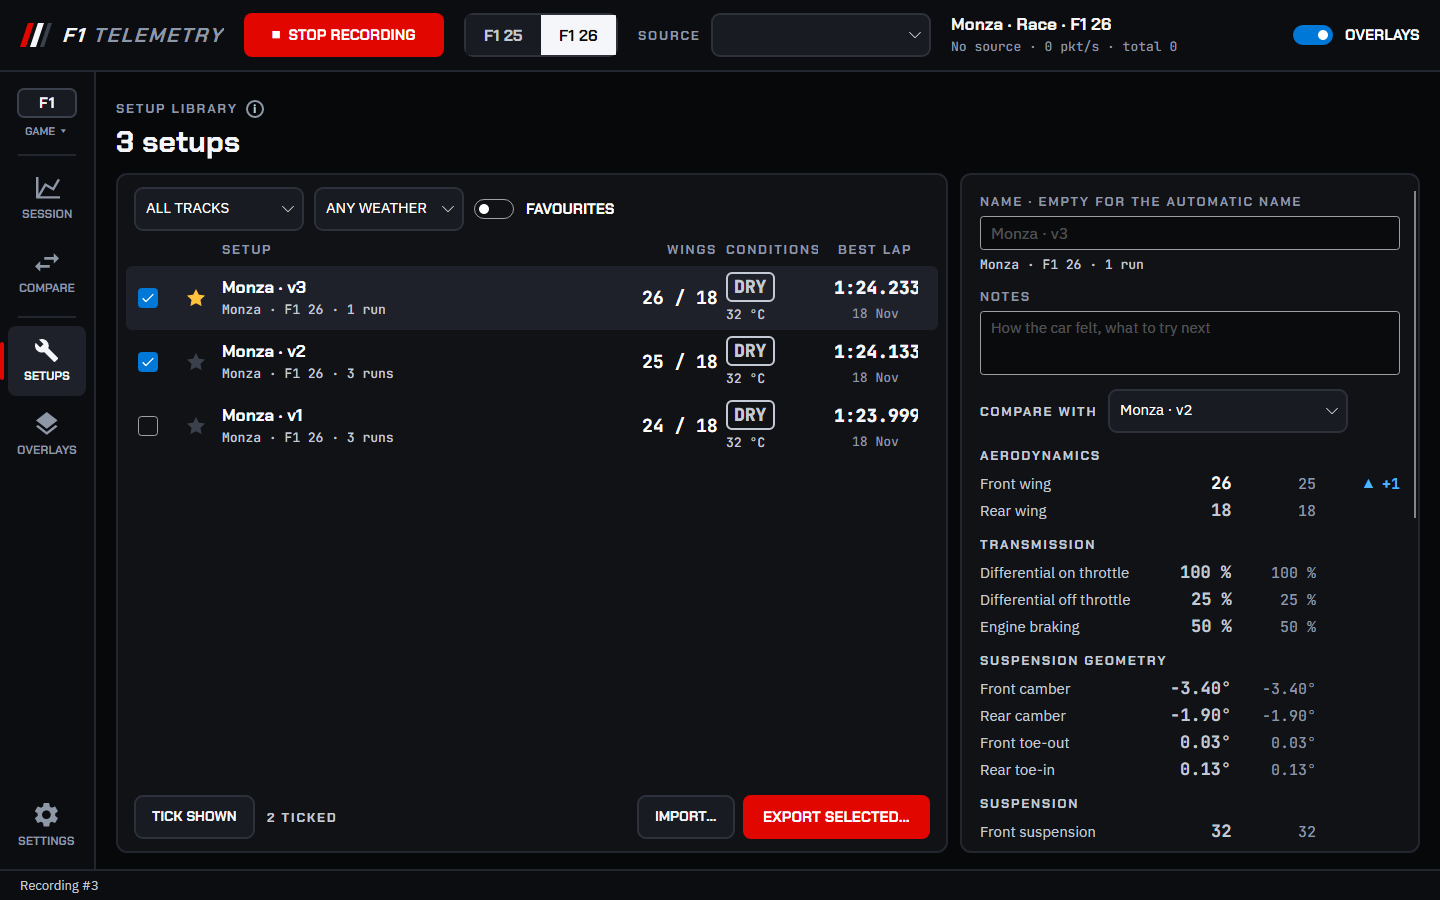 F1 TELEMETRY
STOP RECORDING
F1 25
F1 26
SOURCE
Monza · Race · F1 26
No source · 0 pkt/s · total 0
OVERLAYS
F1
GAME
SESSION
COMPARE
SETUPS
OVERLAYS
SETTINGS
SETUP LIBRARY
3 setups
ALL TRACKS
ANY WEATHER
FAVOURITES
SETUP WINGS CONDITIONS BEST LAP
Monza · v3
Monza · F1 26 · 1 run
26 / 18
DRY
32 °C
1:24.233
18 Nov
Monza · v2
Monza · F1 26 · 3 runs
25 / 18
DRY
32 °C
1:24.133
18 Nov
Monza · v1
Monza · F1 26 · 3 runs
24 / 18
DRY
32 °C
1:23.999
18 Nov
TICK SHOWN
2 TICKED
IMPORT...
EXPORT SELECTED...
NAME · EMPTY FOR THE AUTOMATIC NAME
Monza · v3
Monza · F1 26 · 1 run
NOTES
How the car felt, what to try next
COMPARE WITH
Monza · v2
AERODYNAMICS
Front wing 26 25 ▲ +1
Rear wing 18 18
TRANSMISSION
Differential on throttle 100 % 100 %
Differential off throttle 25 % 25 %
Engine braking 50 % 50 %
SUSPENSION GEOMETRY
Front camber -3.40° -3.40°
Rear camber -1.90° -1.90°
Front toe-out 0.03° 0.03°
Rear toe-in 0.13° 0.13°
SUSPENSION
Front suspension 32 32
Recording #3